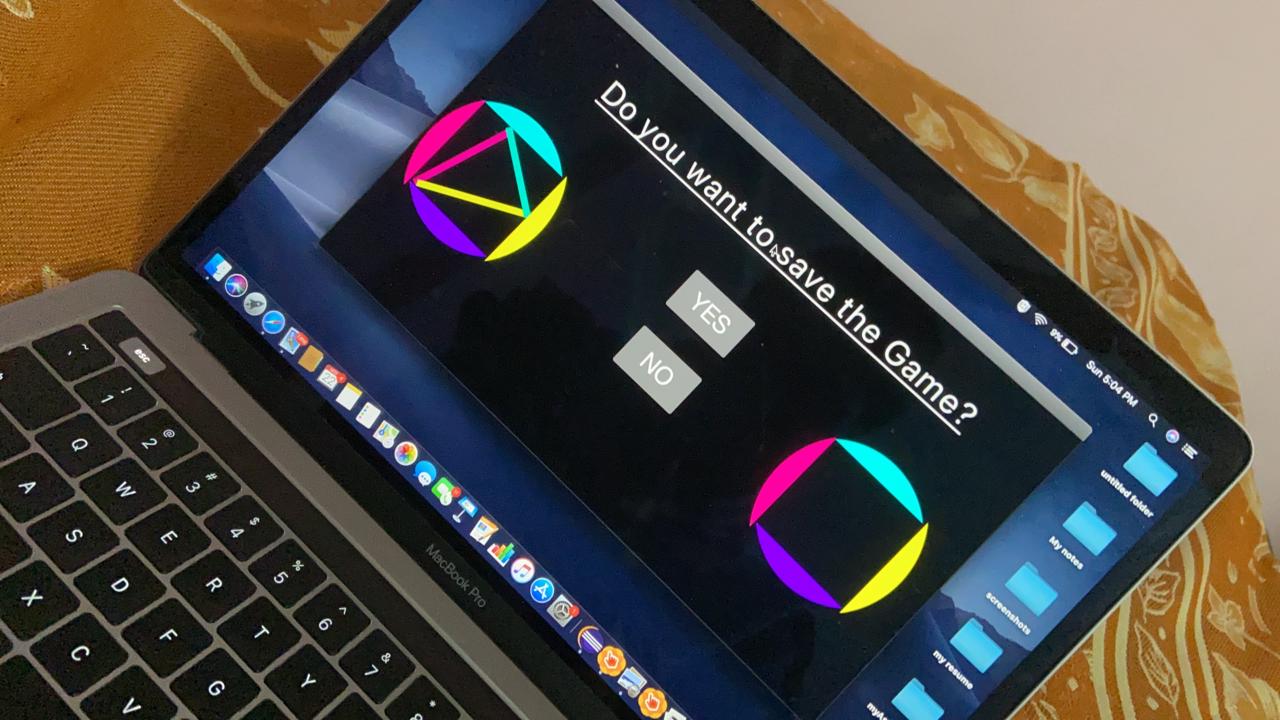 Do you want to save the Game?
YES
NO
9%
Sun 5:04 PM
untitled folder
My notes
screenshots
my resume
MacBook Pro
esc
~
! 1
@ 2
# 3
$ 4
% 5
^ 6
& 7
*
Q W E R T Y
A S D F G
X C V